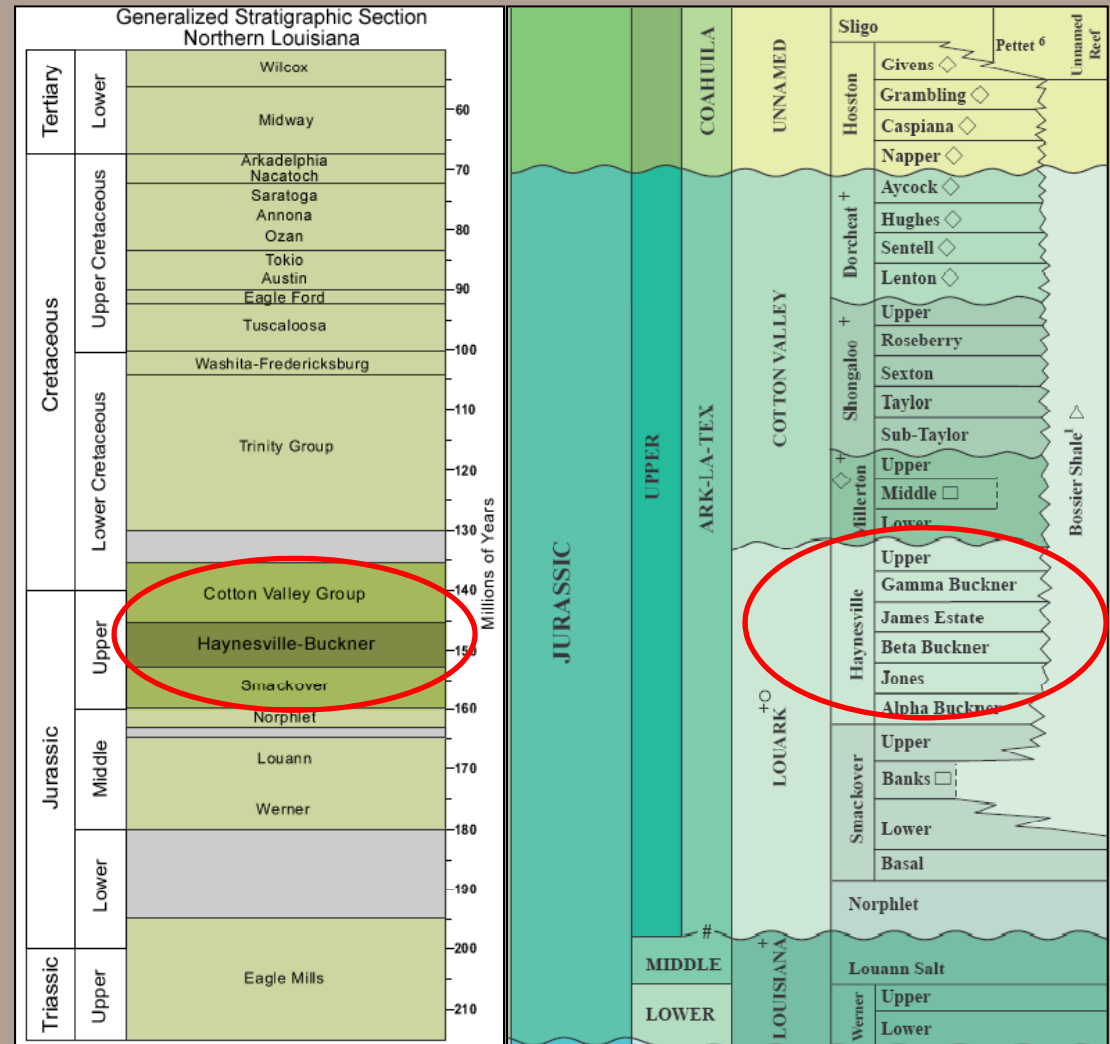 Generalized Stratigraphic Section
Northern Louisiana
Tertiary
Lower
Wilcox
Midway
Cretaceous
Upper Cretaceous
Arkadelphia
Nacatoch
Saratoga
Annona
Ozan
Tokio
Austin
Eagle Ford
Tuscaloosa
Lower Cretaceous
Washita-Fredericksburg
Trinity Group
Jurassic
Upper
Cotton Valley Group
Haynesville-Buckner
Smackover
Norphlet
Middle
Louann
Werner
Lower
Triassic
Upper
Eagle Mills
60
70
80
90
100
110
120
130
140
150
160
170
180
190
200
210
Millions of Years
JURASSIC
UPPER
MIDDLE
LOWER
COAHUILA
ARK-LA-TEX
#
UNNAMED
COTTON VALLEY
LOUARK +○
LOUISIANA +
Sligo
Pettet 6
Unnamed
Reef
Hosston
Givens ◇
Grambling ◇
Caspiana ◇
Napper ◇
Dorcheat +
Aycock ◇
Hughes ◇
Sentell ◇
Lenton ◇
Shongaloo +
Upper
Roseberry
Sexton
Taylor
Sub-Taylor
Millerton ◇+
Upper
Middle □
Lower
Bossier Shale¹ △
Haynesville
Upper
Gamma Buckner
James Estate
Beta Buckner
Jones
Alpha Buckner
Smackover
Upper
Banks □
Lower
Basal
Norphlet
Louann Salt
Werner
Upper
Lower